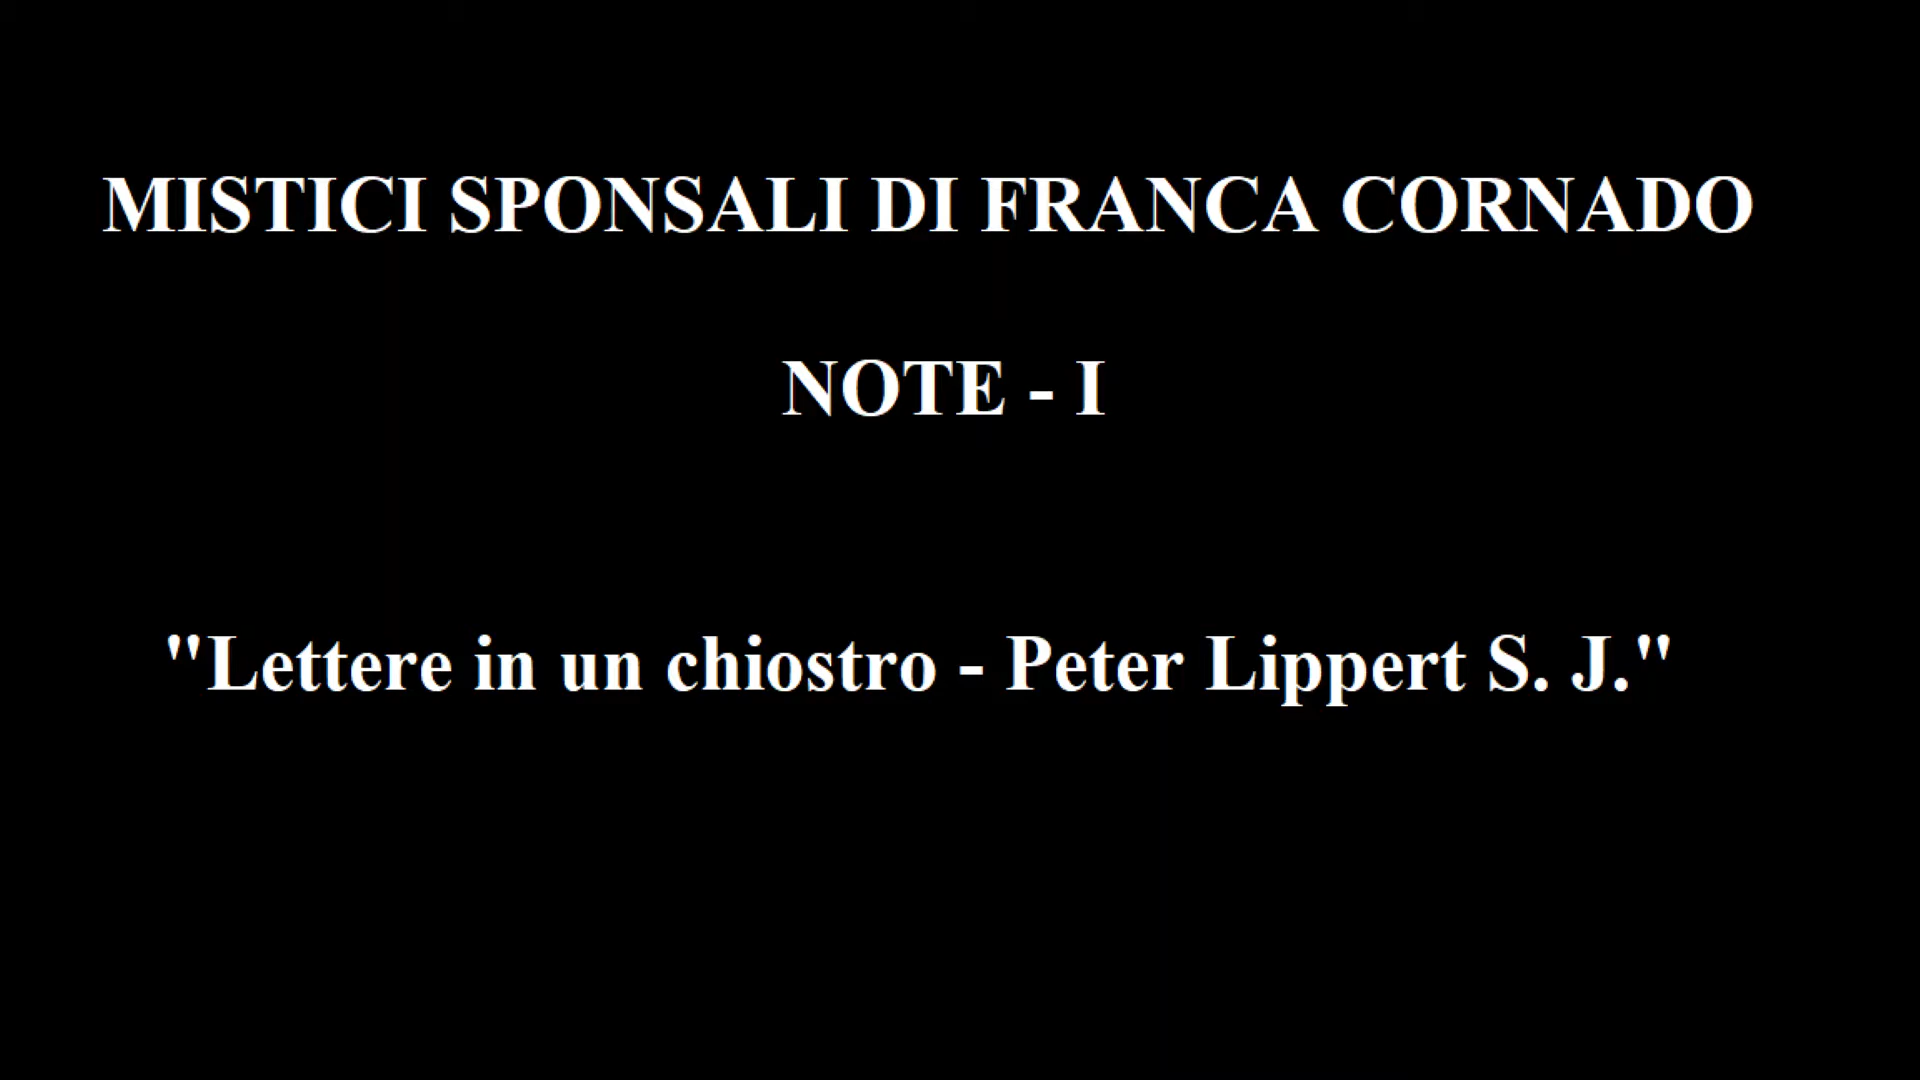 MISTICI SPONSALI DI FRANCA CORNADO
NOTE - I
"Lettere in un chiostro - Peter Lippert S. J."